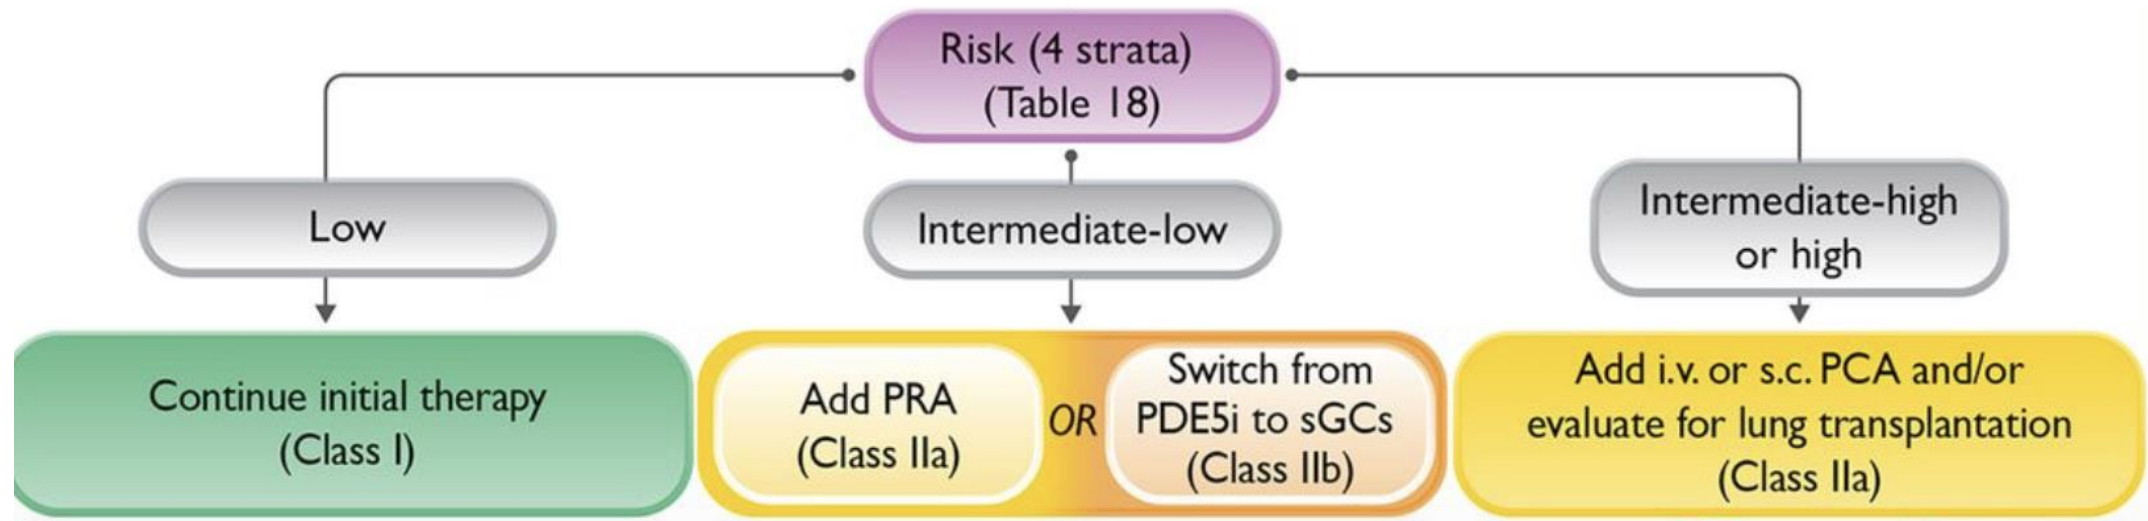 Risk (4 strata)
(Table 18)
Low
Intermediate-low
Intermediate-high
or high
Continue initial therapy
(Class I)
Add PRA
(Class IIa)
OR
Switch from
PDE5i to sGCs
(Class IIb)
Add i.v. or s.c. PCA and/or
evaluate for lung transplantation
(Class IIa)